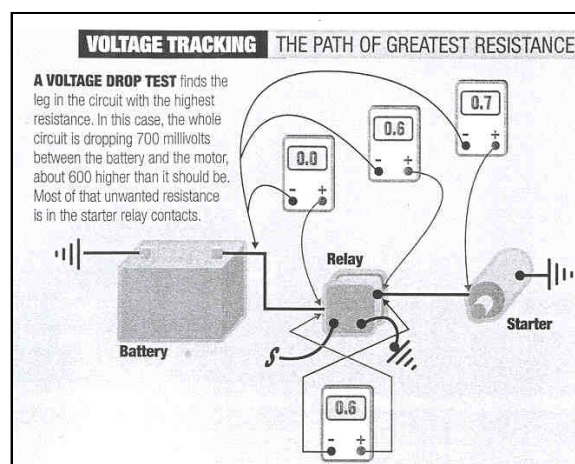 VOLTAGE TRACKING THE PATH OF GREATEST RESISTANCE
A VOLTAGE DROP TEST finds the
leg in the circuit with the highest
resistance. In this case, the whole
circuit is dropping 700 millivolts
between the battery and the motor,
about 600 higher than it should be.
Most of that unwanted resistance
is in the starter relay contacts.
0.7
- +
0.6
- +
0.0
- +
Relay
Battery
S
Starter
0.6
- +